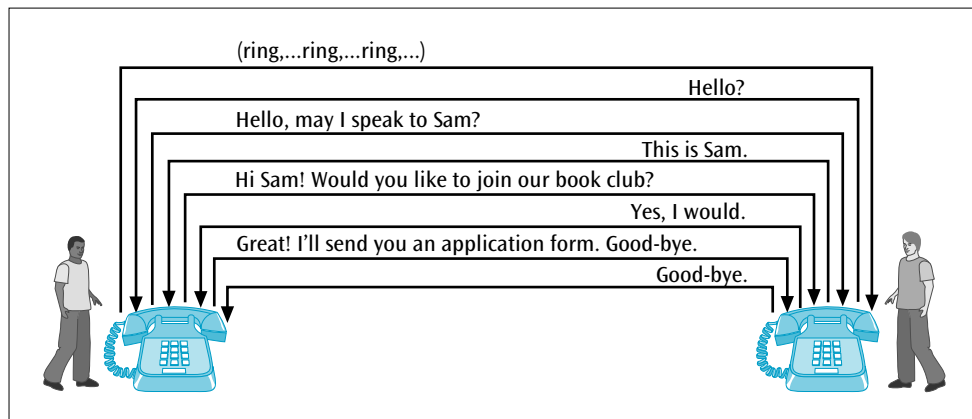 (ring,...ring,...ring,...)
Hello?
Hello, may I speak to Sam?
This is Sam.
Hi Sam! Would you like to join our book club?
Yes, I would.
Great! I’ll send you an application form. Good-bye.
Good-bye.